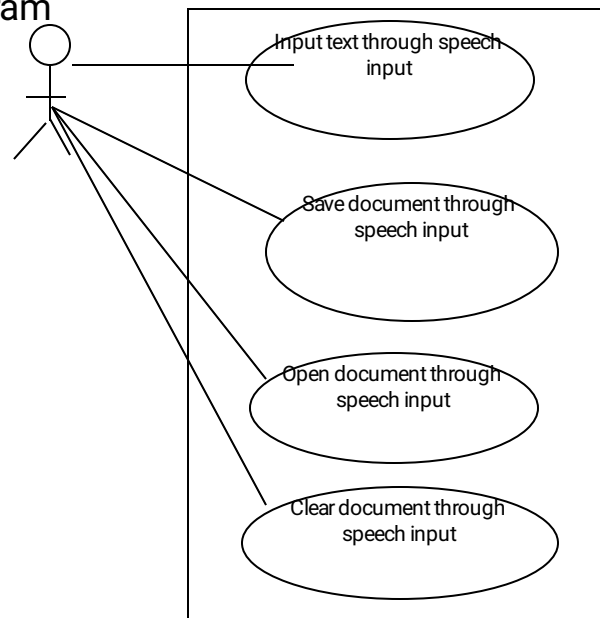 ram
Input text through speech
input
Save document through
speech input
Open document through
speech input
Clear document through
speech input